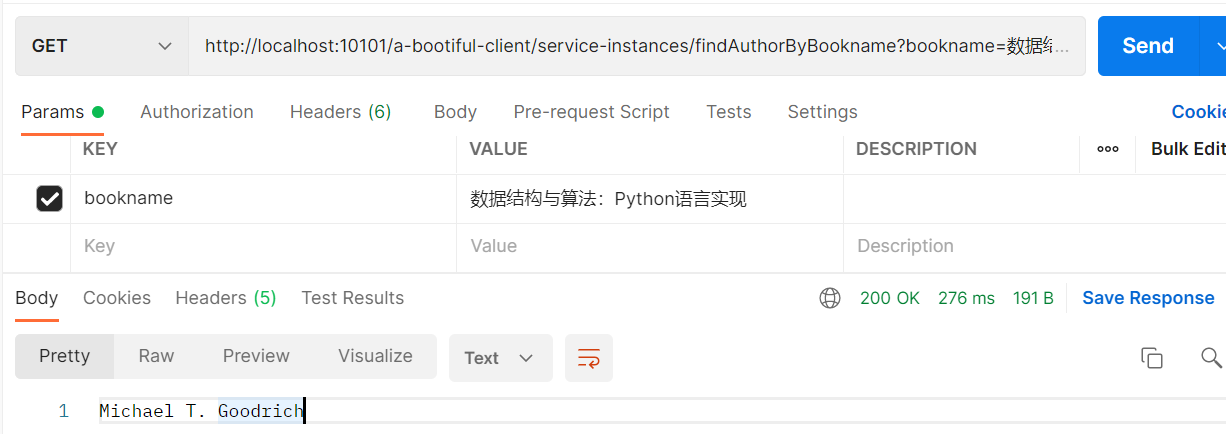 GET http://localhost:10101/a-bootiful-client/service-instances/findAuthorByBookname?bookname=数据结... Send
Params Authorization Headers (6) Body Pre-request Script Tests Settings Cookie
KEY VALUE DESCRIPTION ooo Bulk Edit
bookname 数据结构与算法：Python语言实现
Key Value Description
Body Cookies Headers (5) Test Results 200 OK 276 ms 191 B Save Response
Pretty Raw Preview Visualize Text
1 Michael T. Goodrich